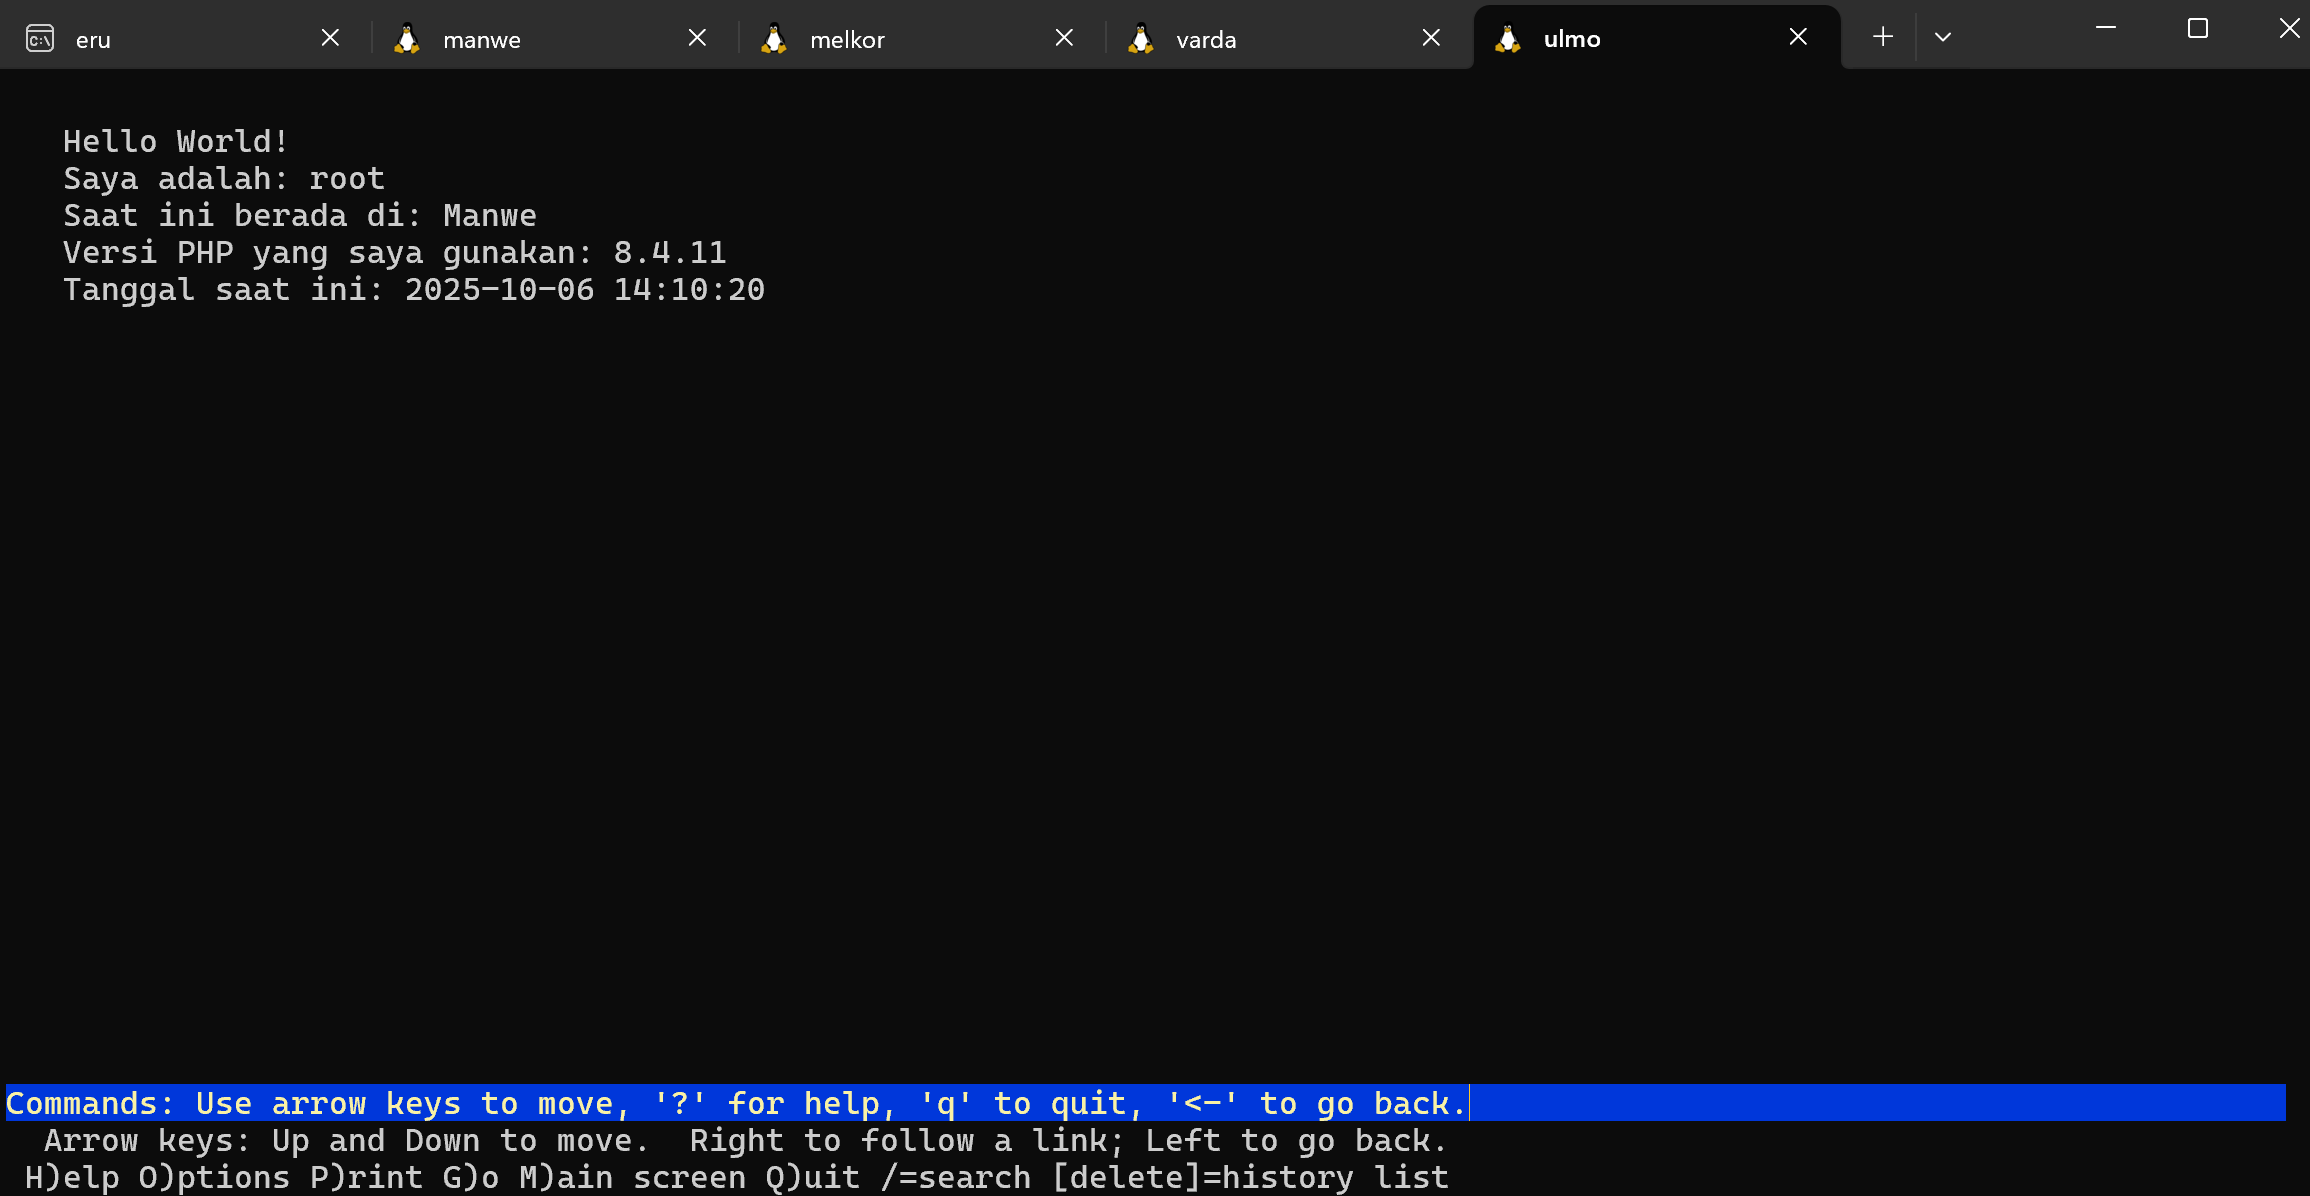 eru manwe melkor varda ulmo
Hello World!
Saya adalah: root
Saat ini berada di: Manwe
Versi PHP yang saya gunakan: 8.4.11
Tanggal saat ini: 2025-10-06 14:10:20
Commands: Use arrow keys to move, '?' for help, 'q' to quit, '<-' to go back.
Arrow keys: Up and Down to move.  Right to follow a link; Left to go back.
H)elp O)ptions P)rint G)o M)ain screen Q)uit /=search [delete]=history list